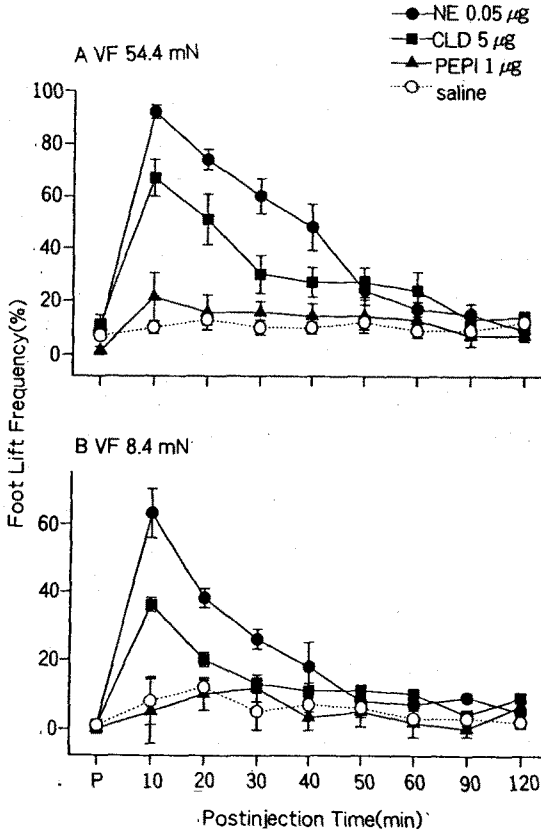 NE 0.05 μg
CLD 5 μg
PEPI 1 μg
saline
A VF 54.4 mN
100
80
60
40
20
0
B VF 8.4 mN
60
40
20
0
Foot Lift Frequency(%)
P 10 20 30 40 50 60 90 120
Postinjection Time(min)